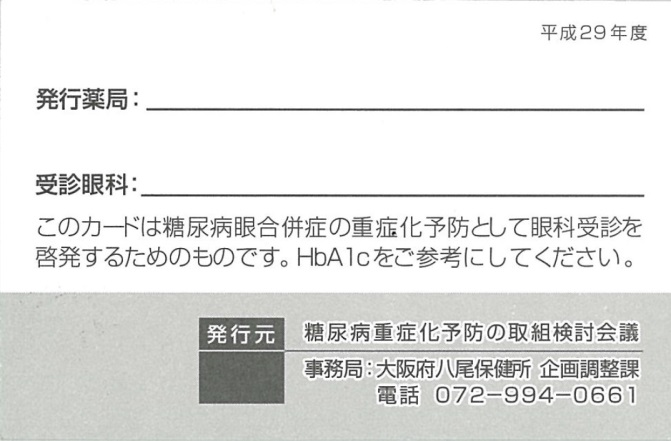 平成29年度
発行薬局：
受診眼科：
このカードは糖尿病眼合併症の重症化予防として眼科受診を
啓発するためのものです。HbA1cをご参考にしてください。
発行元 糖尿病重症化予防の取組検討会議
事務局：大阪府八尾保健所 企画調整課
電話 072－994－0661